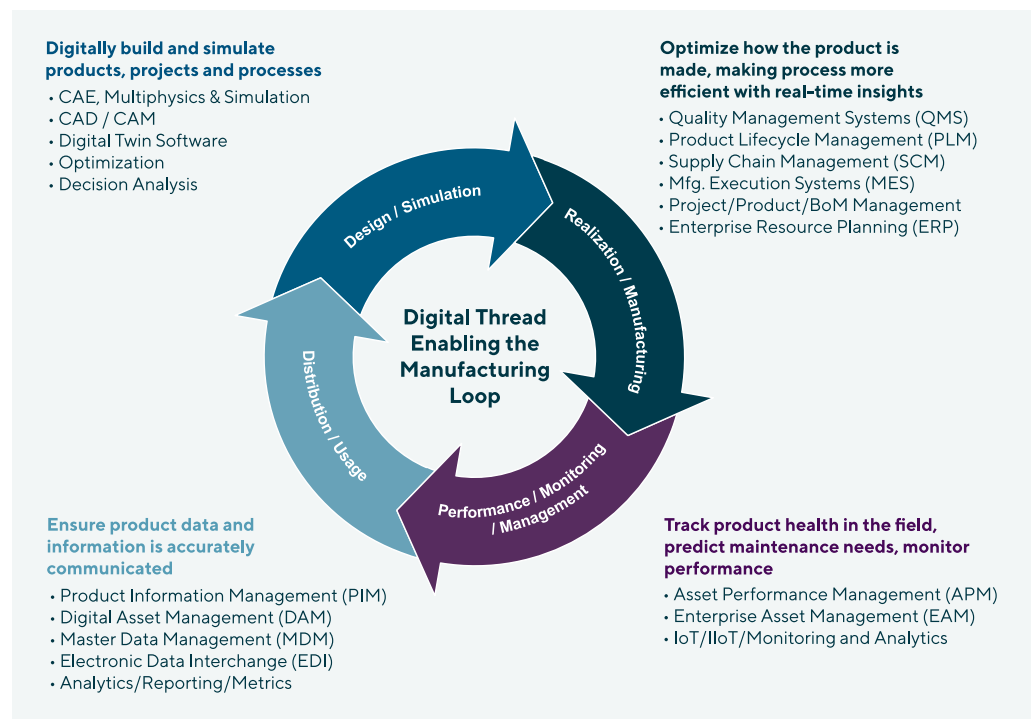 Digitally build and simulate
products, projects and processes
• CAE, Multiphysics & Simulation
• CAD / CAM
• Digital Twin Software
• Optimization
• Decision Analysis
Optimize how the product is
made, making process more
efficient with real-time insights
• Quality Management Systems (QMS)
• Product Lifecycle Management (PLM)
• Supply Chain Management (SCM)
• Mfg. Execution Systems (MES)
• Project/Product/BoM Management
• Enterprise Resource Planning (ERP)
Design / Simulation
Realization / Manufacturing
Digital Thread
Enabling the
Manufacturing
Loop
Distribution / Usage
Performance / Monitoring
/ Management
Ensure product data and
information is accurately
communicated
• Product Information Management (PIM)
• Digital Asset Management (DAM)
• Master Data Management (MDM)
• Electronic Data Interchange (EDI)
• Analytics/Reporting/Metrics
Track product health in the field,
predict maintenance needs, monitor
performance
• Asset Performance Management (APM)
• Enterprise Asset Management (EAM)
• IoT/IIoT/Monitoring and Analytics